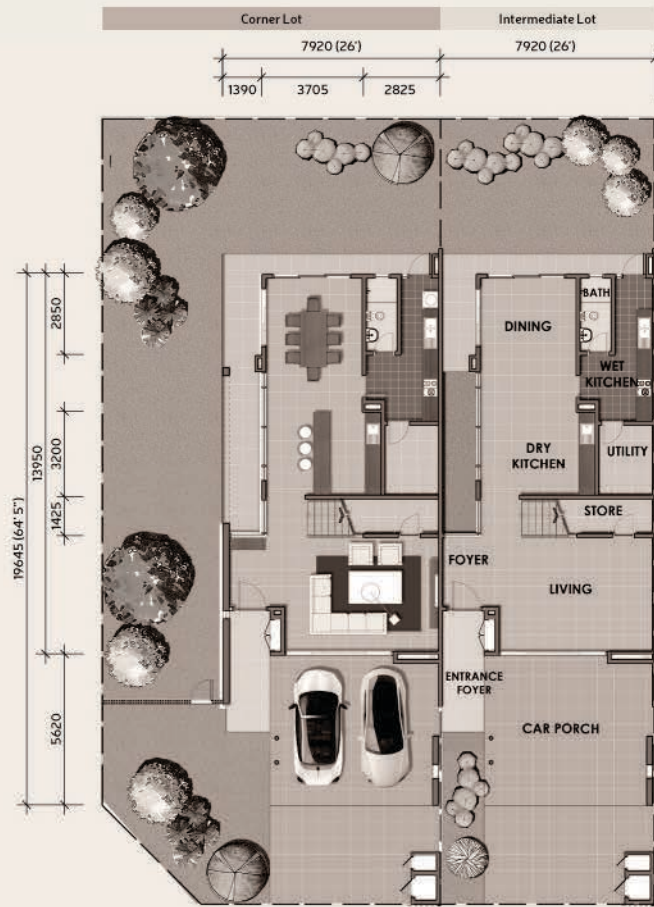 Corner Lot
Intermediate Lot
7920 (26')
7920 (26')
1390
3705
2825
2850
13950
3200
1425
19645 (64' 5")
5620
BATH
DINING
WET
KITCHEN
DRY
KITCHEN
UTILITY
STORE
FOYER
LIVING
ENTRANCE
FOYER
CAR PORCH